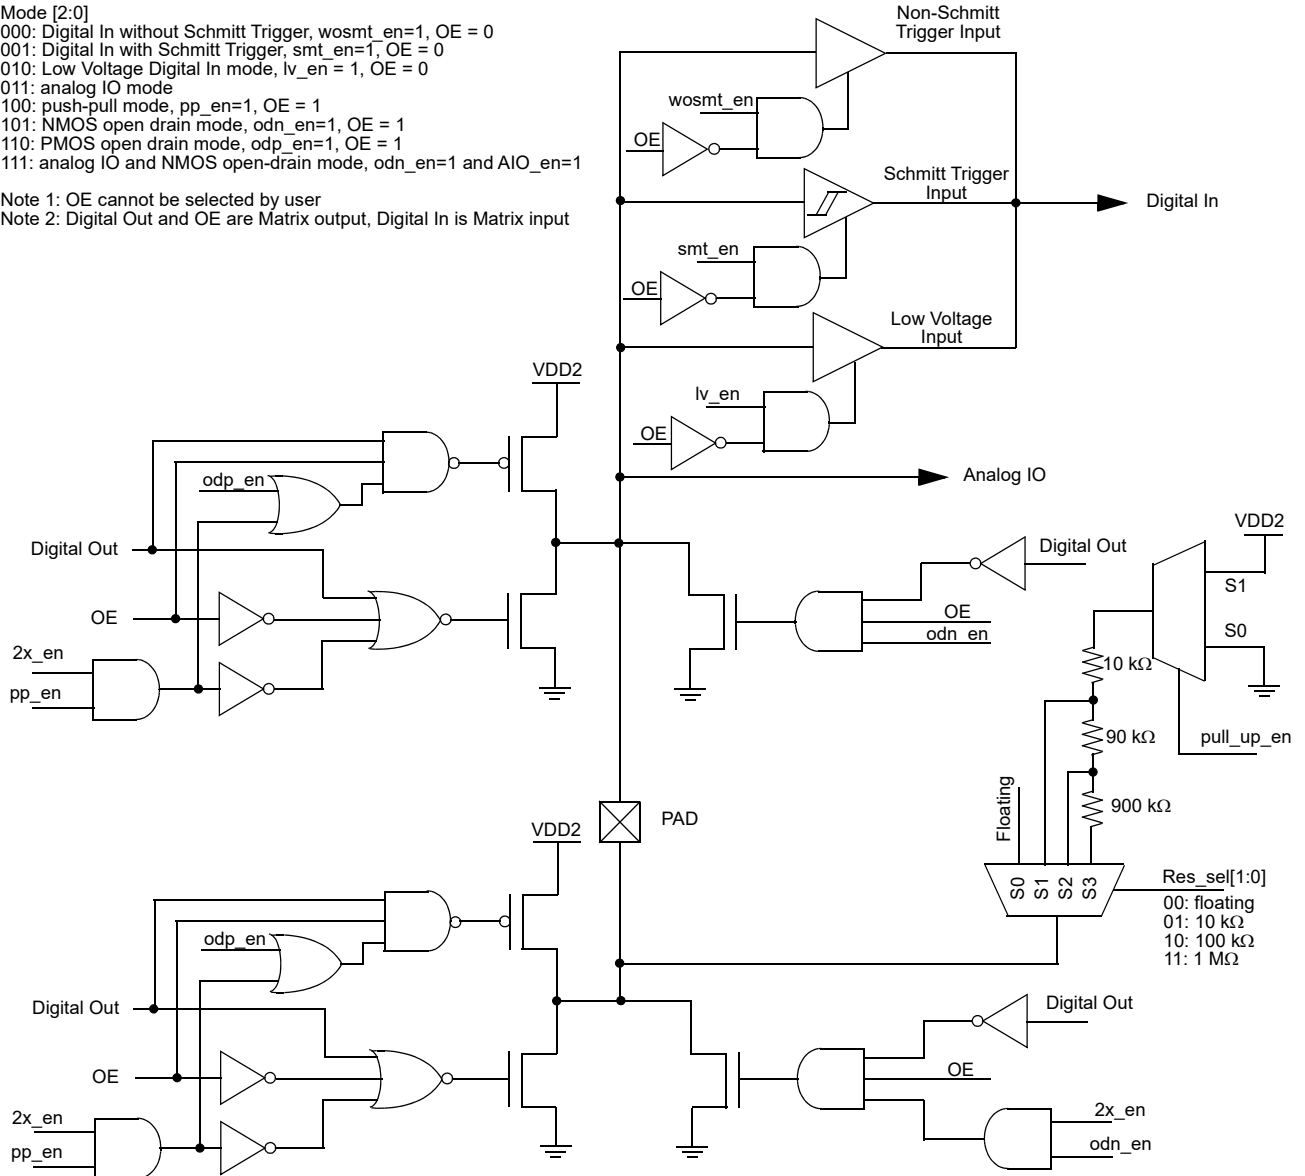 Mode [2:0]
000: Digital In without Schmitt Trigger, wosmt_en=1, OE = 0
001: Digital In with Schmitt Trigger, smt_en=1, OE = 0
010: Low Voltage Digital In mode, lv_en = 1, OE = 0
011: analog IO mode
100: push-pull mode, pp_en=1, OE = 1
101: NMOS open drain mode, odn_en=1, OE = 1
110: PMOS open drain mode, odp_en=1, OE = 1
111: analog IO and NMOS open-drain mode, odn_en=1 and AIO_en=1
Note 1: OE cannot be selected by user
Note 2: Digital Out and OE are Matrix output, Digital In is Matrix input
Non-Schmitt
Trigger Input
wosmt_en
OE
Schmitt Trigger
Input
Digital In
smt_en
OE
Low Voltage
Input
lv_en
OE
Analog IO
VDD2
odp_en
Digital Out
OE
2x_en
pp_en
Digital Out
OE
odn_en
VDD2
S1
S0
pull_up_en
10 kΩ
90 kΩ
900 kΩ
Floating
S0
S1
S2
S3
Res_sel[1:0]
00: floating
01: 10 kΩ
10: 100 kΩ
11: 1 MΩ
PAD
VDD2
odp_en
Digital Out
OE
2x_en
pp_en
Digital Out
OE
2x_en
odn_en